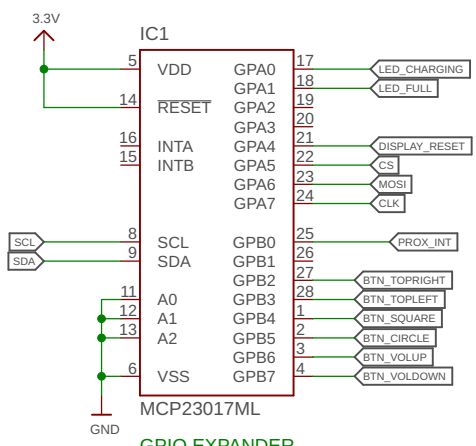 3.3V
IC1
5 VDD GPA0 17 LED_CHARGING
GPA1 18 LED_FULL
14 RESET GPA2 19
GPA3 20
16 INTA GPA4 21 DISPLAY_RESET
15 INTB GPA5 22 CS
GPA6 23 MOSI
GPA7 24 CLK
SCL 8 SCL GPB0 25 PROX_INT
SDA 9 SDA GPB1 26
GPB2 27 BTN_TOPRIGHT
11 A0 GPB3 28 BTN_TOPLEFT
12 A1 GPB4 1 BTN_SQUARE
13 A2 GPB5 2 BTN_CIRCLE
GPB6 3 BTN_VOLUP
6 VSS GPB7 4 BTN_VOLDOWN
MCP23017ML
GND
GPIO EXPANDER